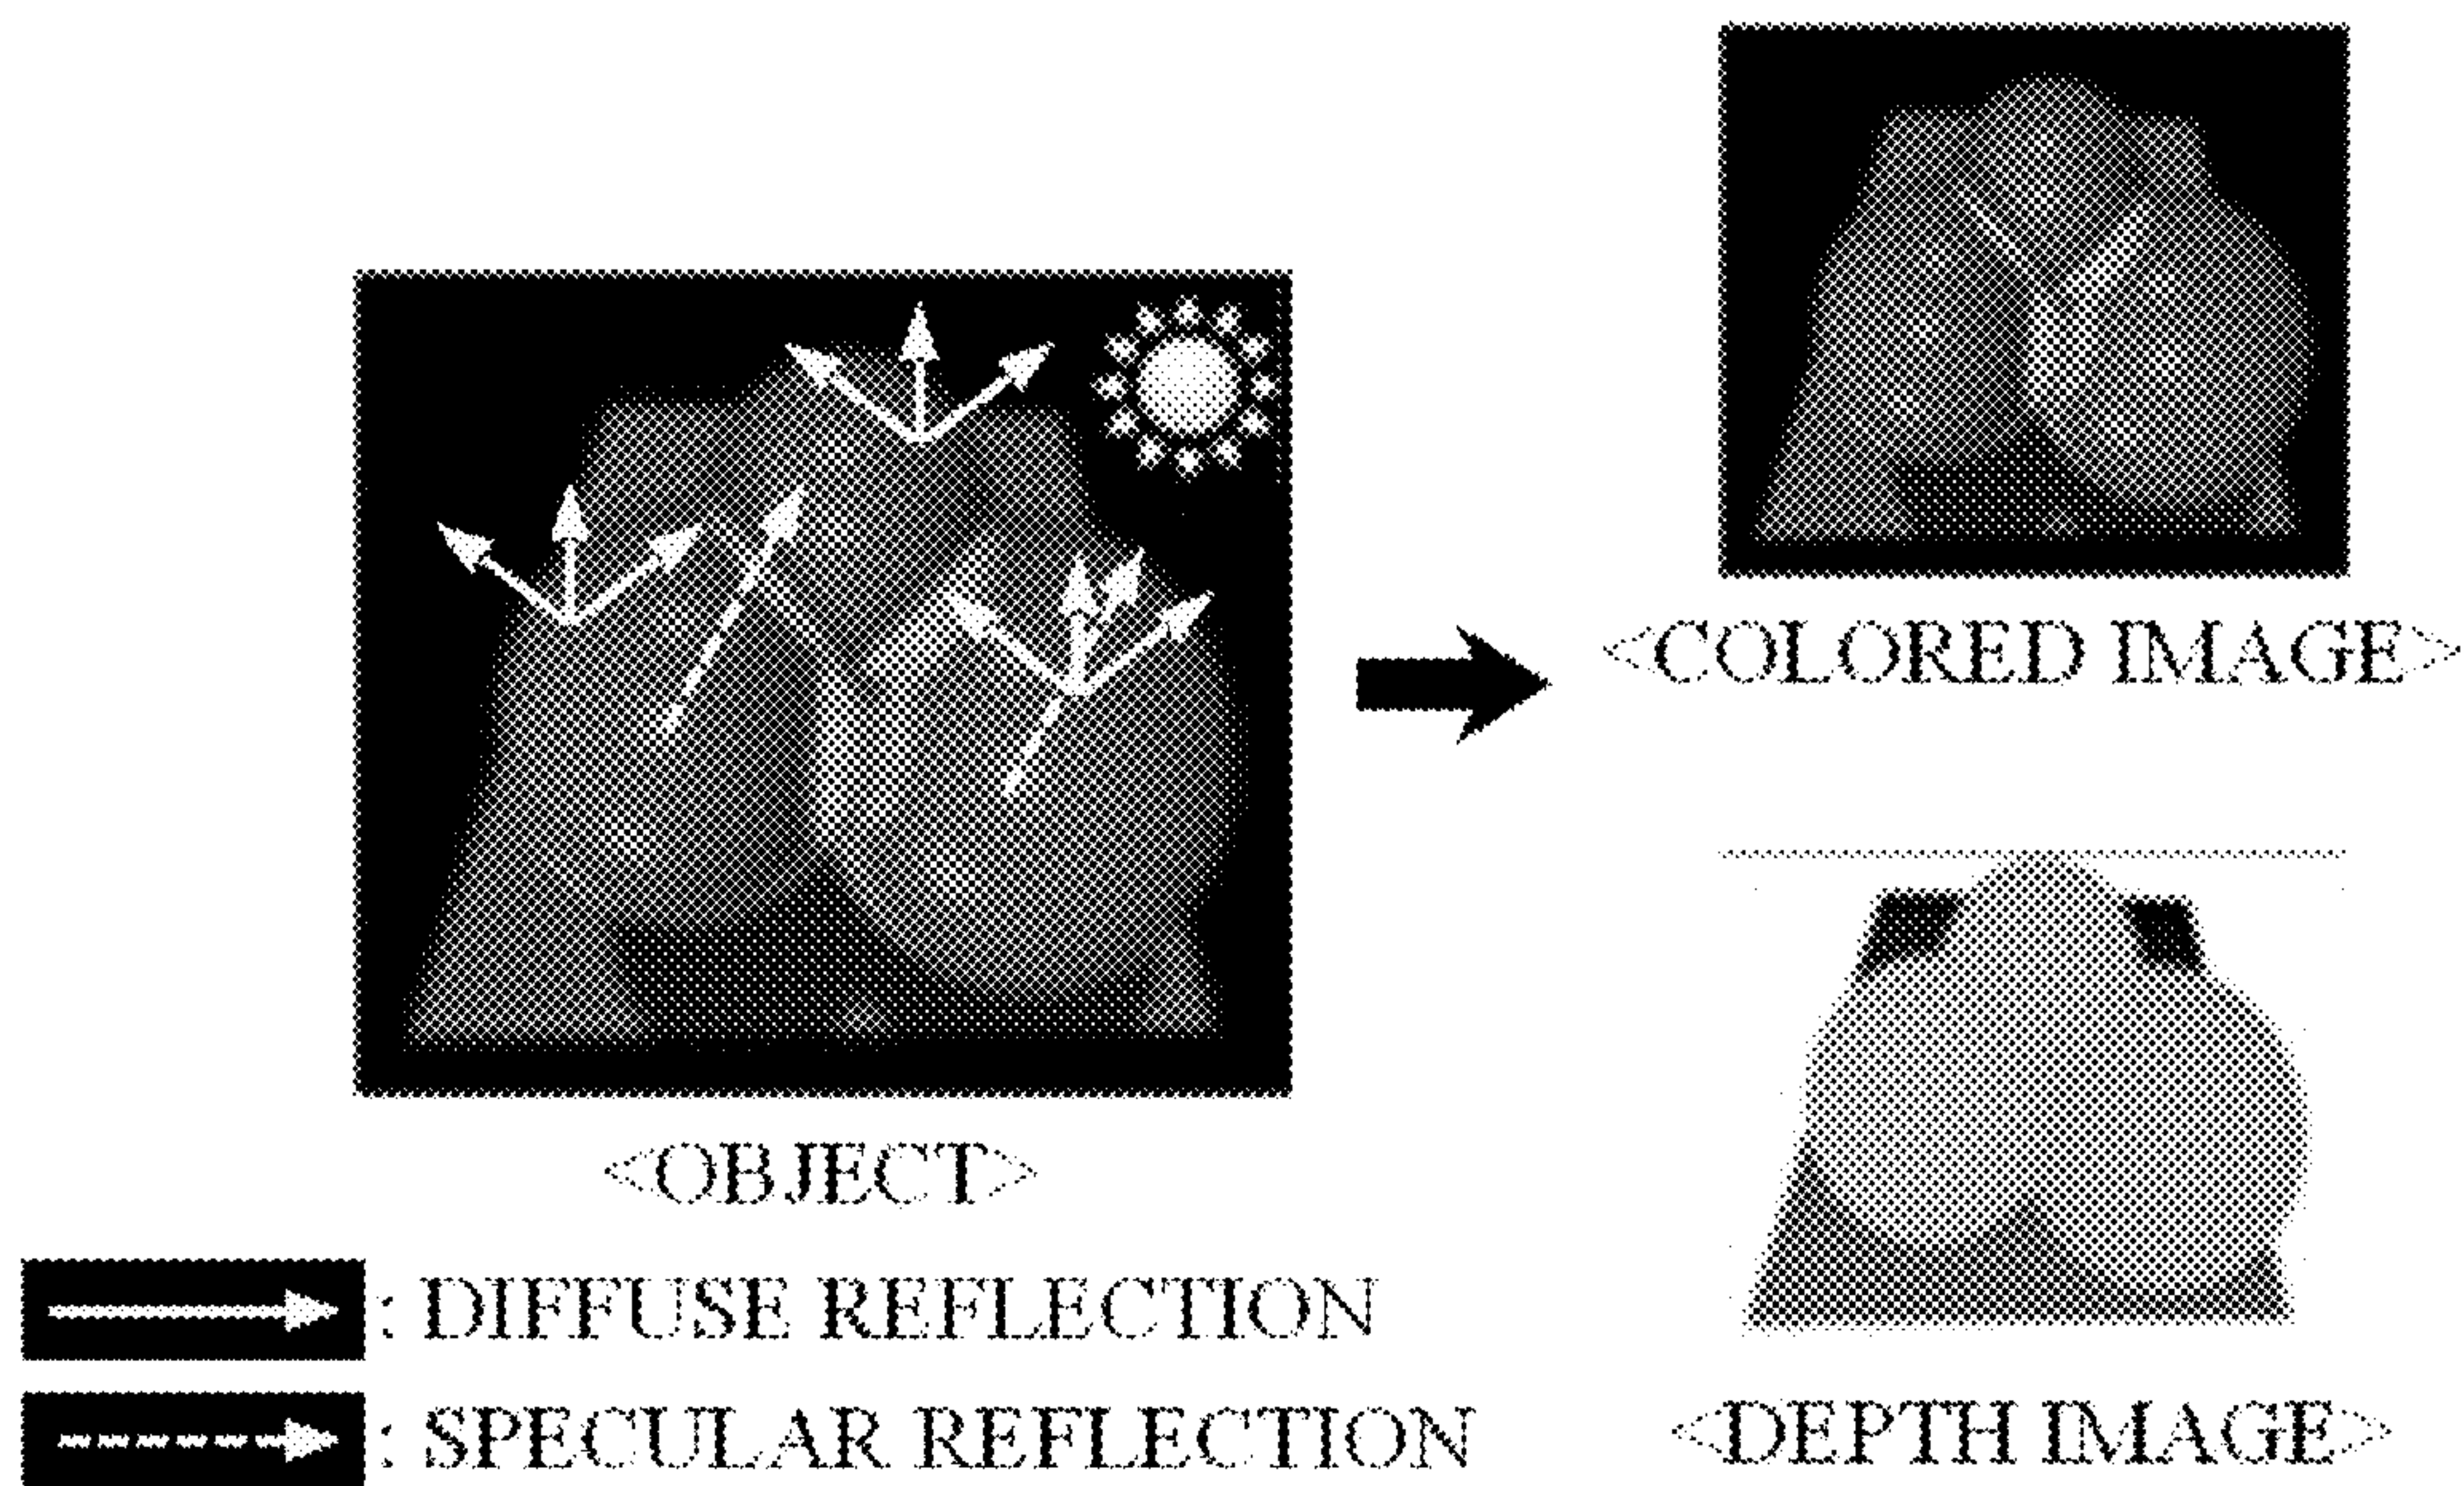 <COLORED IMAGE>
<OBJECT>
: DIFFUSE REFLECTION
: SPECULAR REFLECTION
<DEPTH IMAGE>